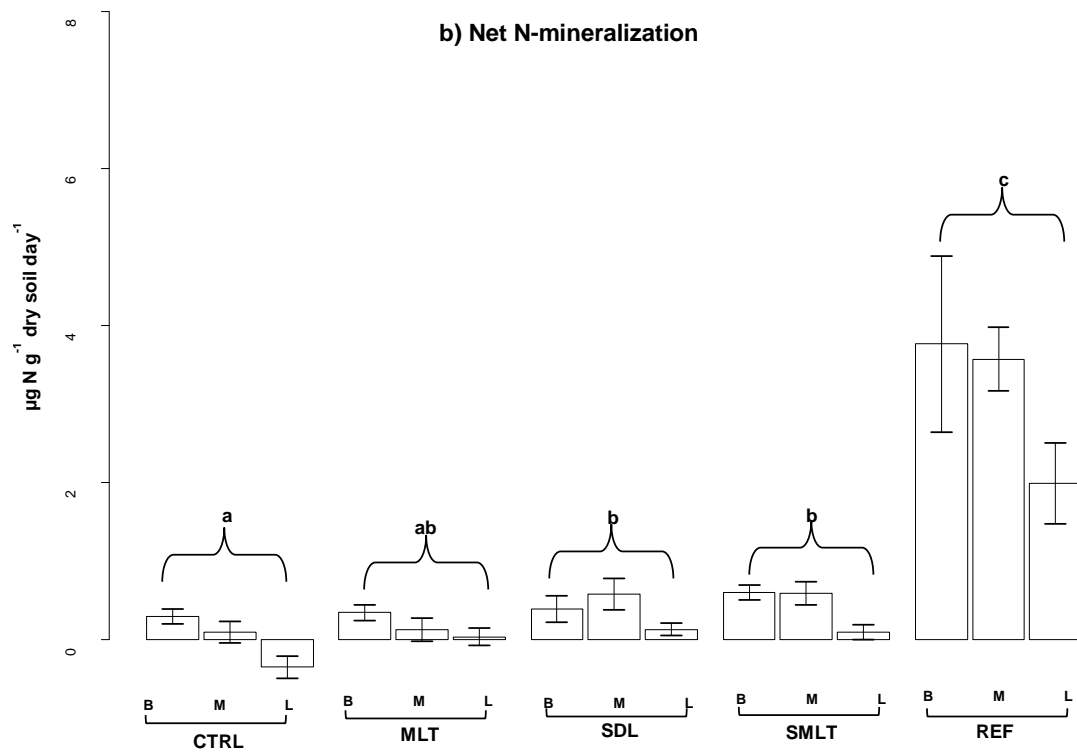 b) Net N-mineralization
8
6
4
2
0
µg N g⁻¹ dry soil day⁻¹
a
ab
b
b
c
B M L
B M L
B M L
B M L
B M L
CTRL
MLT
SDL
SMLT
REF